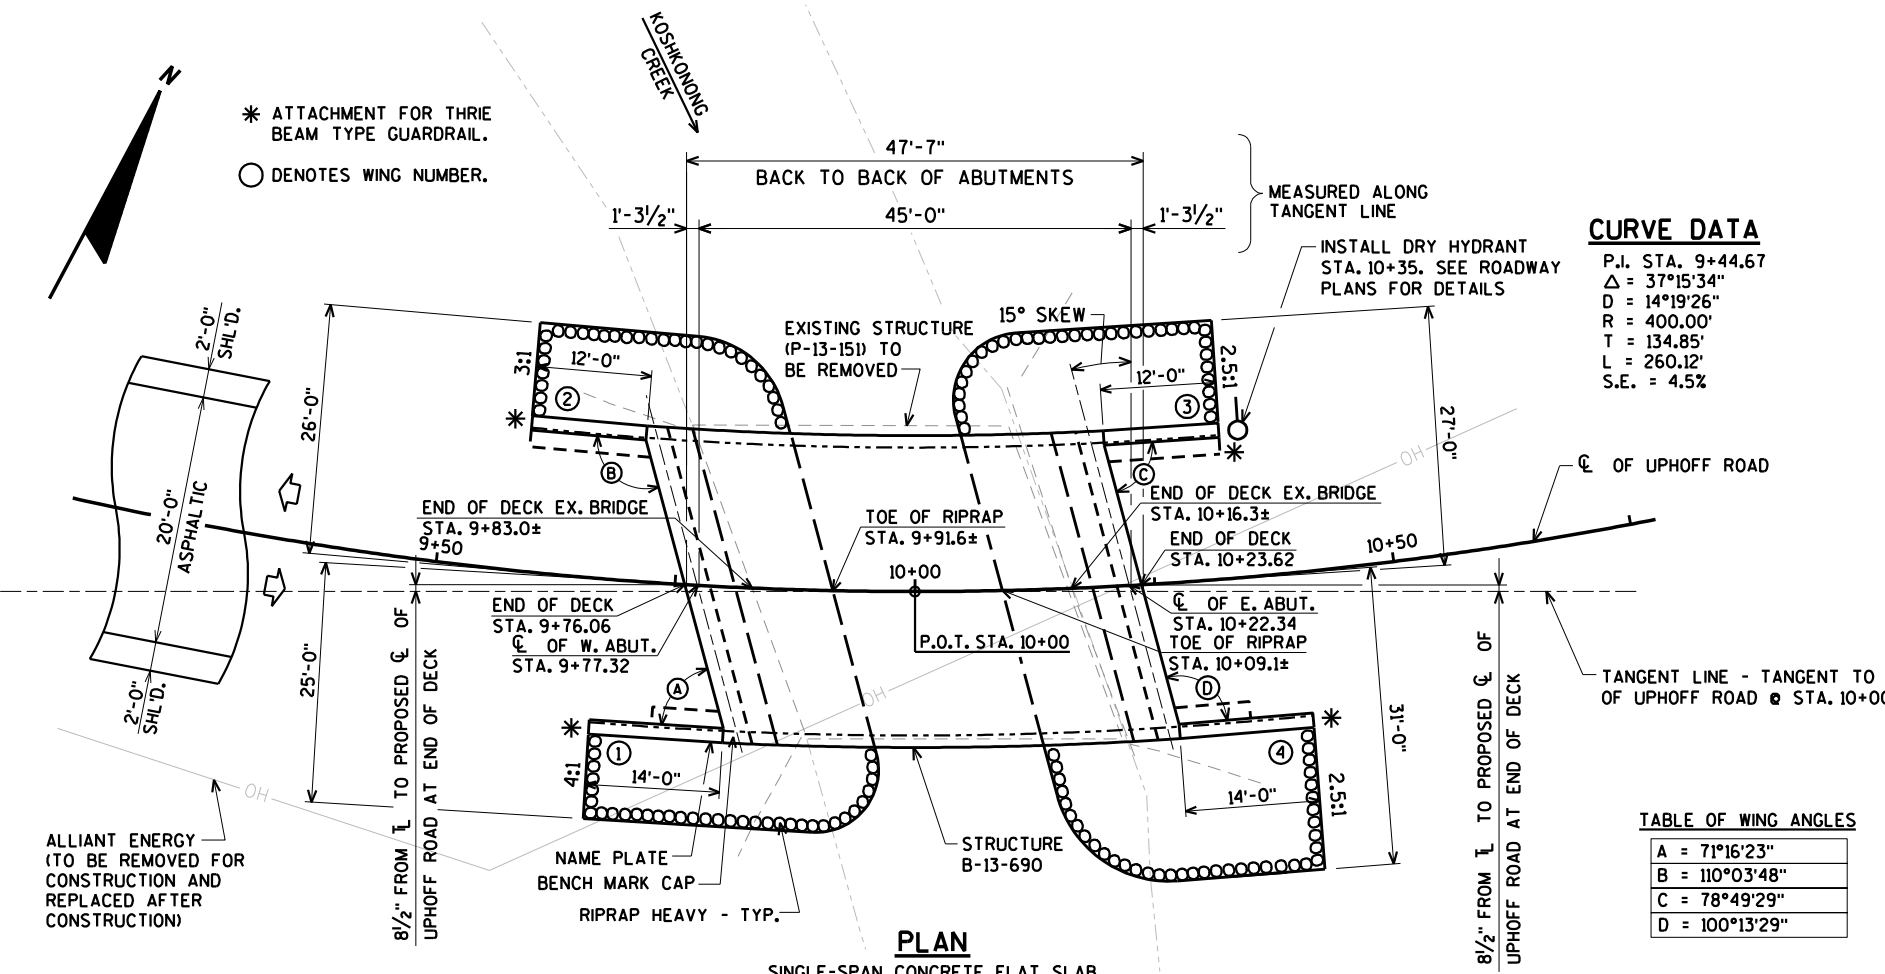 KOSHKONONG
CREEK
N
✳ ATTACHMENT FOR THRIE
BEAM TYPE GUARDRAIL.
DENOTES WING NUMBER.
47'-7"
BACK TO BACK OF ABUTMENTS
1'-3½"
45'-0"
1'-3½"
MEASURED ALONG
TANGENT LINE
INSTALL DRY HYDRANT
STA. 10+35. SEE ROADWAY
PLANS FOR DETAILS
CURVE DATA
P.I. STA. 9+44.67
Δ = 37°15'34"
D = 14°19'26"
R = 400.00'
T = 134.85'
L = 260.12'
S.E. = 4.5%
2'-0"
SHL'D.
20'-0"
ASPHALTIC
2'-0"
SHL'D.
26'-0"
25'-0"
3:1
12'-0"
2
✳
EXISTING STRUCTURE
(P-13-151) TO
BE REMOVED
15° SKEW
12'-0"
2.5:1
3
✳
27'-0"
OH
℄ OF UPHOFF ROAD
B
C
END OF DECK EX. BRIDGE
STA. 9+83.0±
9+50
TOE OF RIPRAP
STA. 9+91.6±
END OF DECK EX. BRIDGE
STA. 10+16.3±
END OF DECK
STA. 10+23.62
10+50
10+00
END OF DECK
STA. 9+76.06
℄ OF W. ABUT.
STA. 9+77.32
P.O.T. STA. 10+00
℄ OF E. ABUT.
STA. 10+22.34
TOE OF RIPRAP
STA. 10+09.1±
TANGENT LINE - TANGENT TO
OF UPHOFF ROAD @ STA. 10+00
A
D
OH
31'-0"
✳
1
4:1
14'-0"
✳
4
14'-0"
2.5:1
OH
8½" FROM TL TO PROPOSED ℄ OF
UPHOFF ROAD AT END OF DECK
8½" FROM TL TO PROPOSED ℄ OF
UPHOFF ROAD AT END OF DECK
ALLIANT ENERGY
(TO BE REMOVED FOR
CONSTRUCTION AND
REPLACED AFTER
CONSTRUCTION)
NAME PLATE
BENCH MARK CAP
RIPRAP HEAVY - TYP.
STRUCTURE
B-13-690
TABLE OF WING ANGLES
A = 71°16'23"
B = 110°03'48"
C = 78°49'29"
D = 100°13'29"
PLAN
SINGLE-SPAN CONCRETE FLAT SLAB